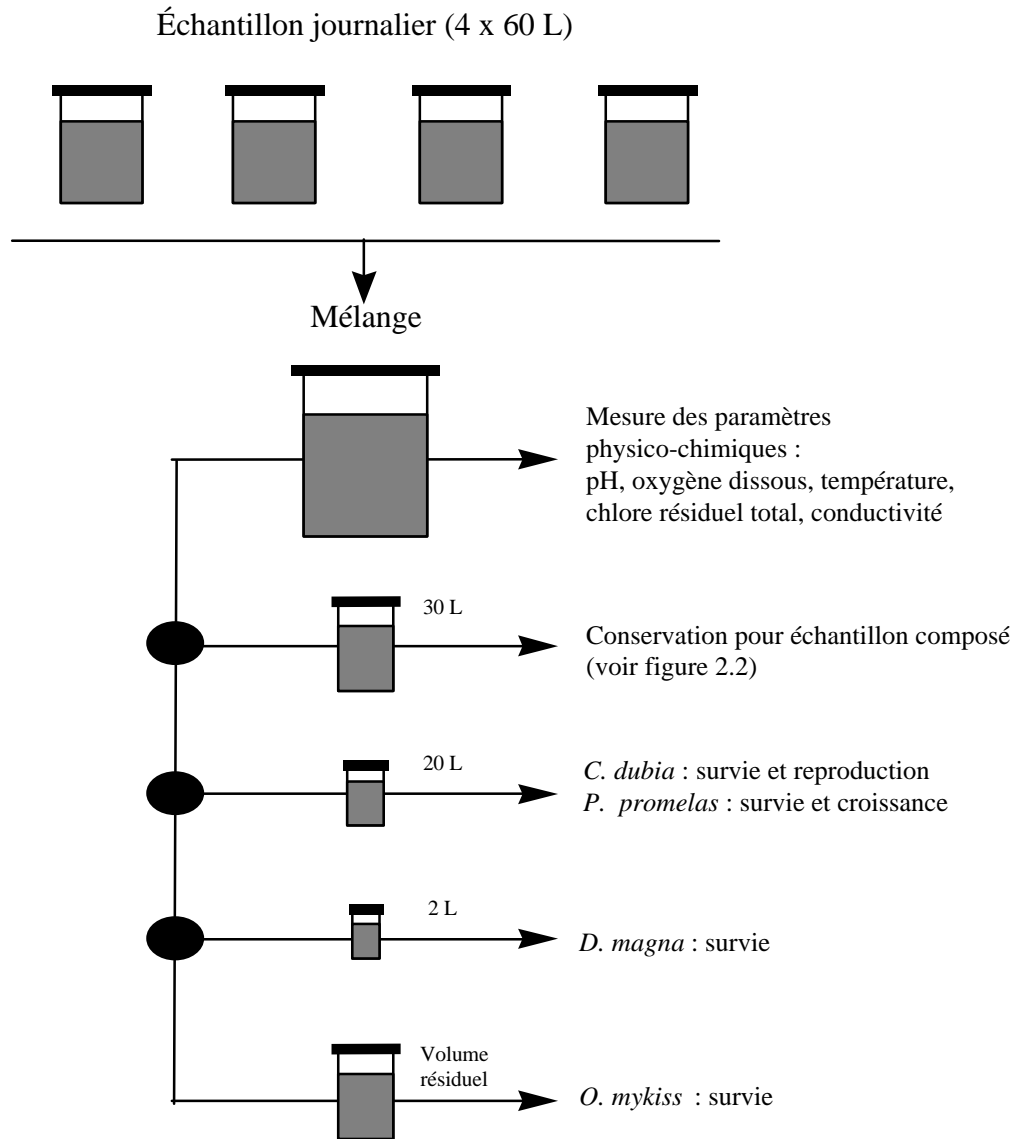 Échantillon journalier (4 x 60 L)
Mélange
Mesure des paramètres
physico-chimiques :
pH, oxygène dissous, température,
chlore résiduel total, conductivité
30 L
Conservation pour échantillon composé
(voir figure 2.2)
20 L
C. dubia : survie et reproduction
P. promelas : survie et croissance
2 L
D. magna : survie
Volume
résiduel
O. mykiss : survie